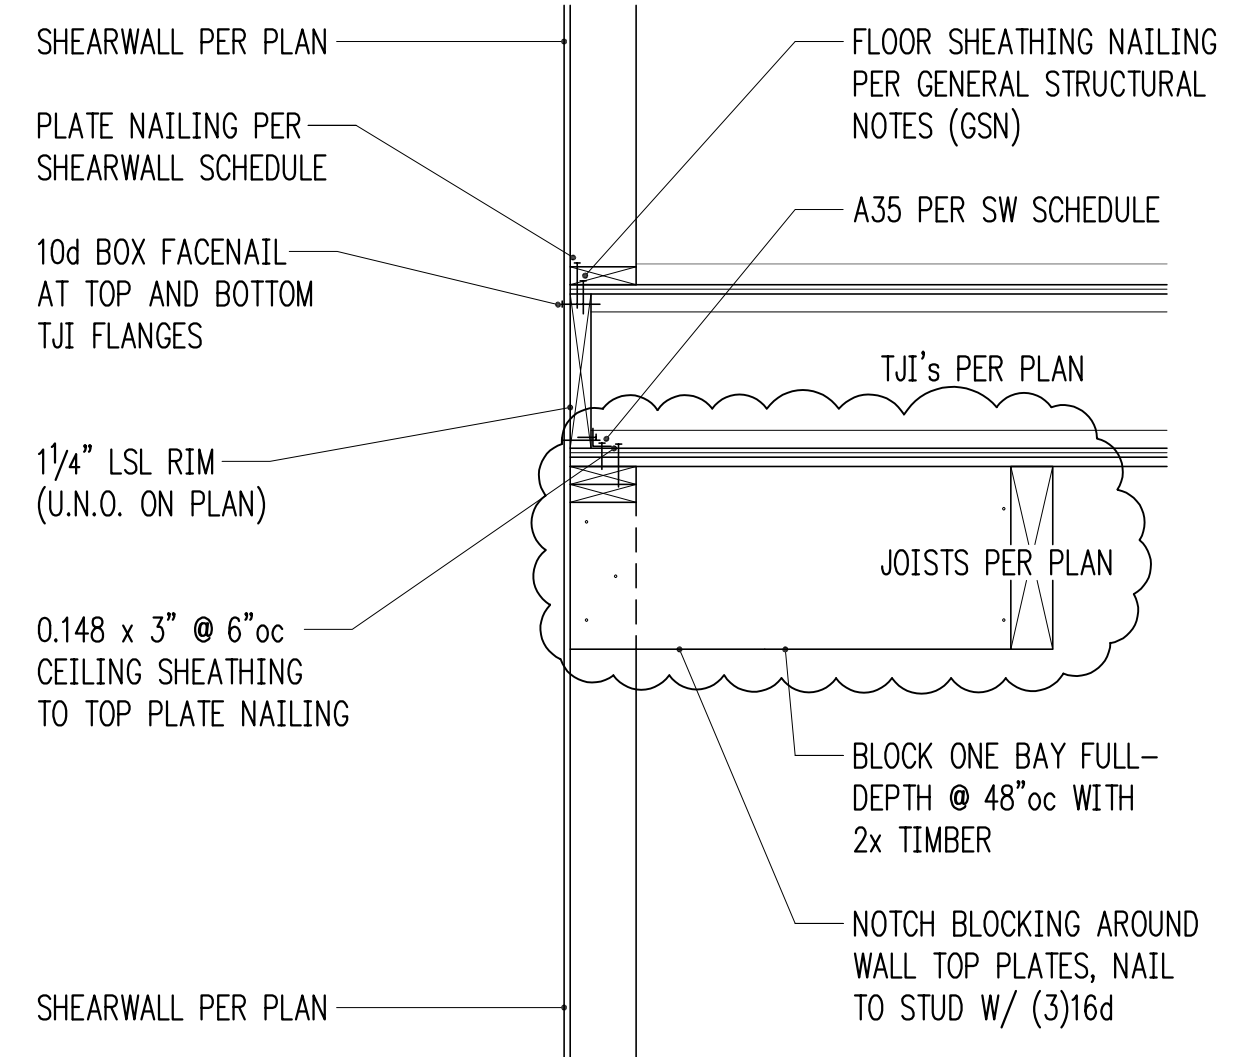 SHEARWALL PER PLAN
PLATE NAILING PER
SHEARWALL SCHEDULE
10d BOX FACENAIL
AT TOP AND BOTTOM
TJI FLANGES
1 1/4" LSL RIM
(U.N.O. ON PLAN)
0.148 x 3" @ 6"oc
CEILING SHEATHING
TO TOP PLATE NAILING
SHEARWALL PER PLAN
FLOOR SHEATHING NAILING
PER GENERAL STRUCTURAL
NOTES (GSN)
A35 PER SW SCHEDULE
TJI's PER PLAN
JOISTS PER PLAN
BLOCK ONE BAY FULL-
DEPTH @ 48"oc WITH
2x TIMBER
NOTCH BLOCKING AROUND
WALL TOP PLATES, NAIL
TO STUD W/ (3)16d